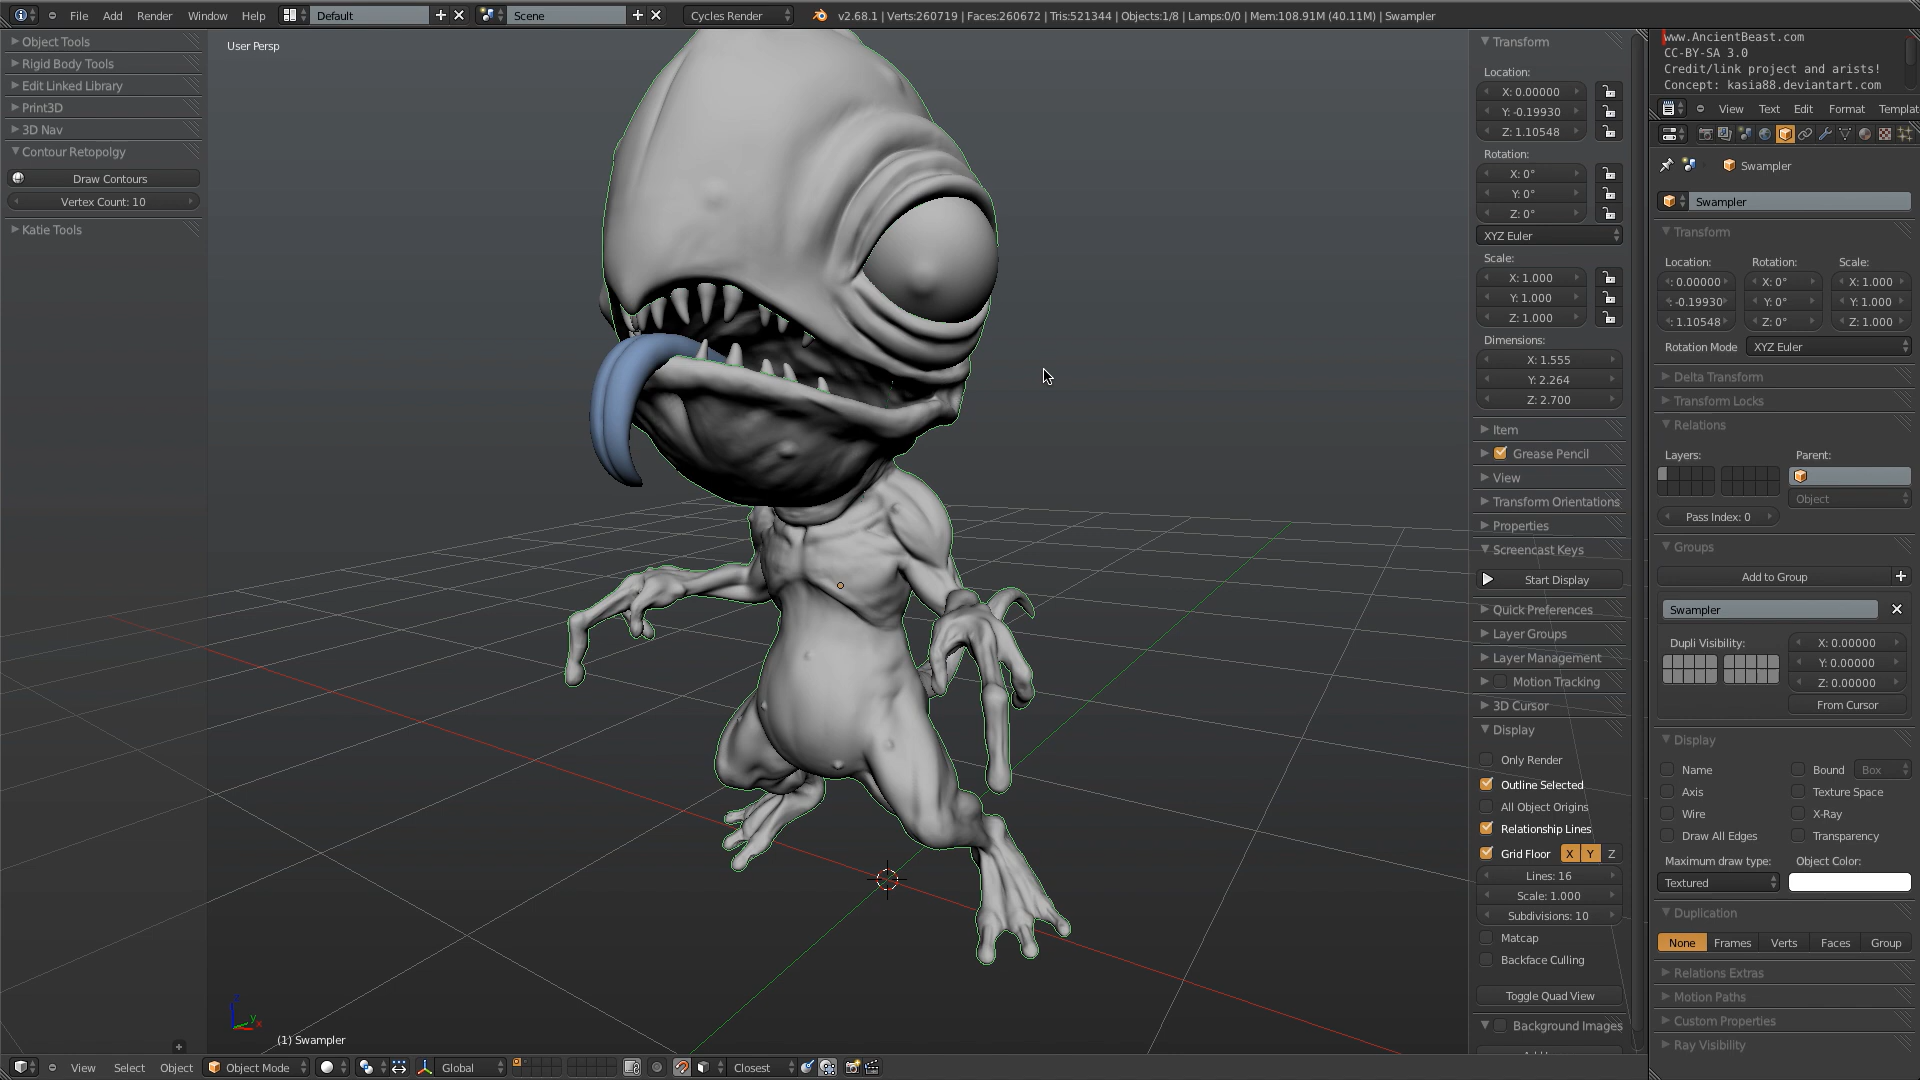 File Add Render Window Help Default Scene Cycles Render v2.68.1 | Verts:260719 | Faces:260672 | Tris:521344 | Objects:1/8 | Lamps:0/0 | Mem:108.91M (40.11M) | Swampler
Object Tools
Rigid Body Tools
Edit Linked Library
Print3D
3D Nav
Contour Retopolgy
Draw Contours
Vertex Count: 10
Katie Tools
User Persp
(1) Swampler
Transform
Location:
X: 0.00000
Y: -0.19930
Z: 1.10548
Rotation:
X: 0°
Y: 0°
Z: 0°
XYZ Euler
Scale:
X: 1.000
Y: 1.000
Z: 1.000
Dimensions:
X: 1.555
Y: 2.264
Z: 2.700
Item
Grease Pencil
View
Transform Orientations
Properties
Screencast Keys
Start Display
Quick Preferences
Layer Groups
Layer Management
Motion Tracking
3D Cursor
Display
Only Render
Outline Selected
All Object Origins
Relationship Lines
Grid Floor X Y Z
Lines: 16
Scale: 1.000
Subdivisions: 10
Matcap
Backface Culling
Toggle Quad View
Background Images
www.AncientBeast.com
CC-BY-SA 3.0
Credit/link project and arists!
Concept: kasia88.deviantart.com
View Text Edit Format Templat
Swampler
Swampler
Transform
Location: Rotation: Scale:
: 0.00000 X: 0° X: 1.000
: -0.19930 Y: 0° Y: 1.000
: 1.10548 Z: 0° Z: 1.000
Rotation Mode XYZ Euler
Delta Transform
Transform Locks
Relations
Layers: Parent:
Object
Pass Index: 0
Groups
Add to Group
Swampler
Dupli Visibility: X: 0.00000
Y: 0.00000
Z: 0.00000
From Cursor
Display
Name Bound Box
Axis Texture Space
Wire X-Ray
Draw All Edges Transparency
Maximum draw type: Object Color:
Textured
Duplication
None Frames Verts Faces Group
Relations Extras
Motion Paths
Custom Properties
Ray Visibility
View Select Object Object Mode Global Closest